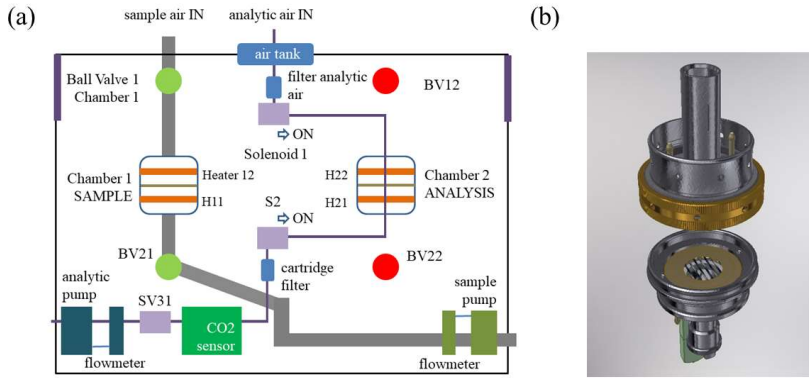 (a)
sample air IN
analytic air IN
(b)
air tank
Ball Valve 1
Chamber 1
filter analytic
air
BV12
ON
Solenoid 1
Chamber 1
SAMPLE
Heater 12
H11
H22
H21
Chamber 2
ANALYSIS
S2
ON
BV21
BV22
cartridge
filter
analytic
pump
SV31
CO2
sensor
sample
pump
flowmeter
flowmeter